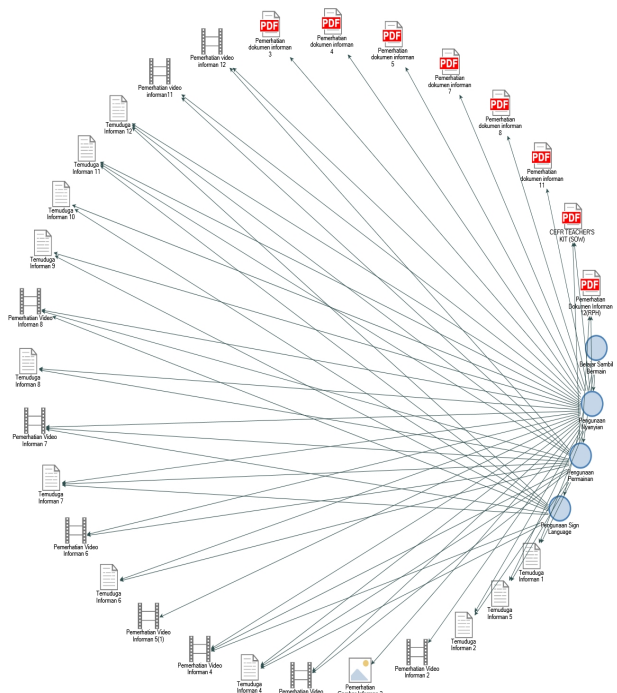 PDF
Pemerhatian
dokumen informan
3
PDF
Pemerhatian
dokumen informan
4
PDF
Pemerhatian
dokumen informan
5
PDF
Pemerhatian
dokumen informan
7
PDF
Pemerhatian
dokumen informan
8
PDF
Pemerhatian
dokumen informan
11
PDF
CEFR TEACHER'S
KIT (SOW)
PDF
Pemerhatian
Dokumen Informan
12(RPH)
Belajar Sambil
Bermain
Pengunaan
Nyanyian
Pengunaan
Permainan
Pengunaan Sign
Language
Temuduga
Informan 1
Temuduga
Informan 5
Temuduga
Informan 2
Pemerhatian Video
Informan 2
Pemerhatian
Pemerhatian Video
Temuduga
Informan 4
Pemerhatian Video
Informan 4
Pemerhatian Video
Informan 5(1)
Temuduga
Informan 6
Pemerhatian Video
Informan 6
Temuduga
Informan 7
Pemerhatian Video
Informan 7
Temuduga
Informan 8
Pemerhatian Video
Informan 8
Temuduga
Informan 9
Temuduga
Informan 10
Temuduga
Informan 11
Temuduga
Informan 12
Pemerhatian video
informan11
Pemerhatian video
informan 12